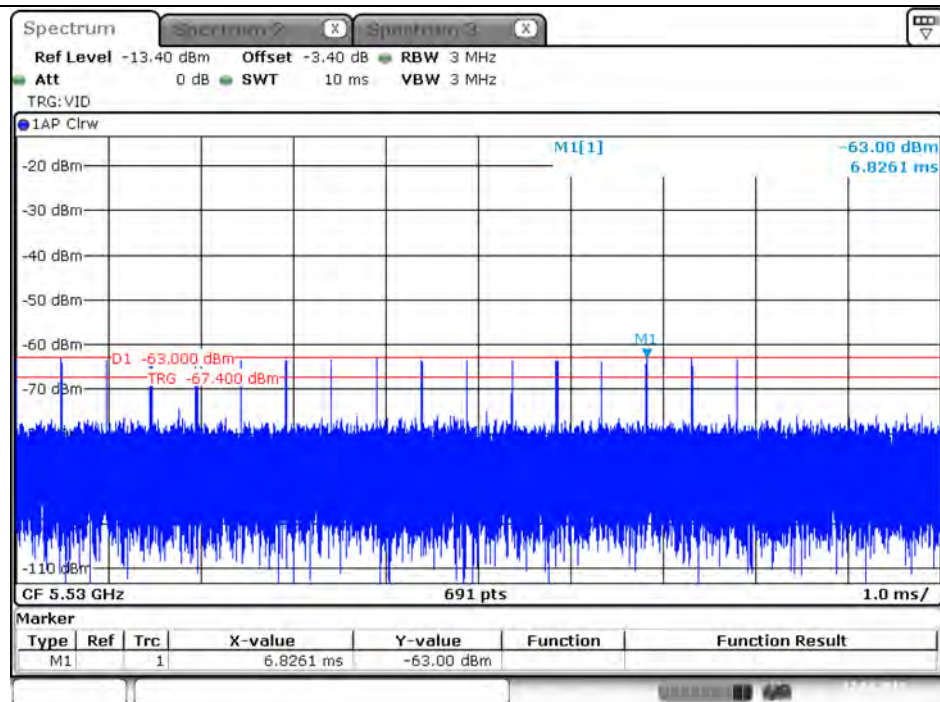 Spectrum Spectrum 2 X Spectrum 3 X
Ref Level -13.40 dBm Offset -3.40 dB RBW 3 MHz
Att 0 dB SWT 10 ms VBW 3 MHz
TRG:VID
1AP Clrw
M1[1] -63.00 dBm
6.8261 ms
-20 dBm
-30 dBm
-40 dBm
-50 dBm
-60 dBm
M1
D1 -63.000 dBm
TRG -67.400 dBm
-70 dBm
-110 dBm
CF 5.53 GHz 691 pts 1.0 ms/
Marker
Type Ref Trc X-value Y-value Function Function Result
M1 1 6.8261 ms -63.00 dBm